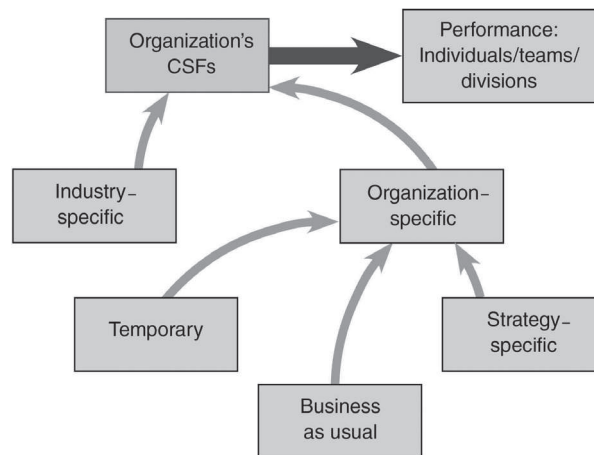 Organization’s
CSFs
Performance:
Individuals/teams/
divisions
Industry–
specific
Organization–
specific
Temporary
Strategy–
specific
Business
as usual